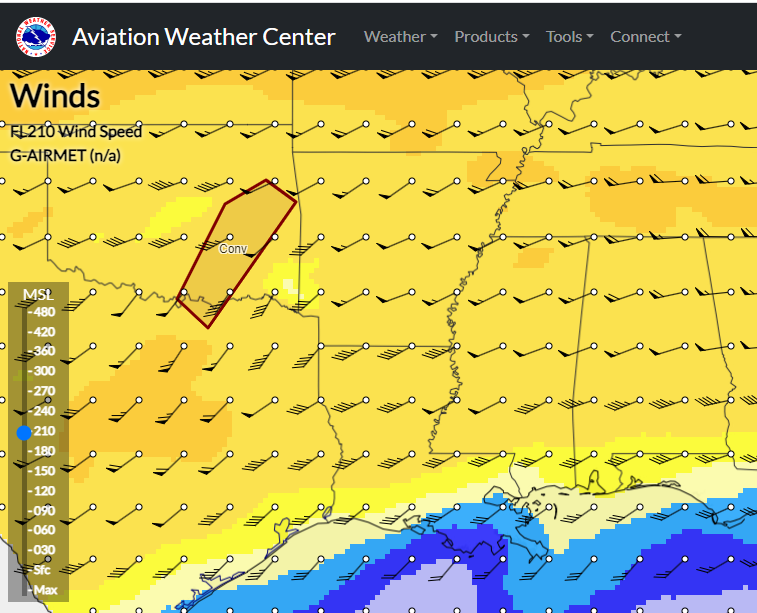 Aviation Weather Center
Weather Products Tools Connect
Winds
FL210 Wind Speed
G-AIRMET (n/a)
Conv
MSL
-480
-420
-360
-300
-270
-240
-210
-180
-150
-120
-090
-060
-030
-Sfc
-Max